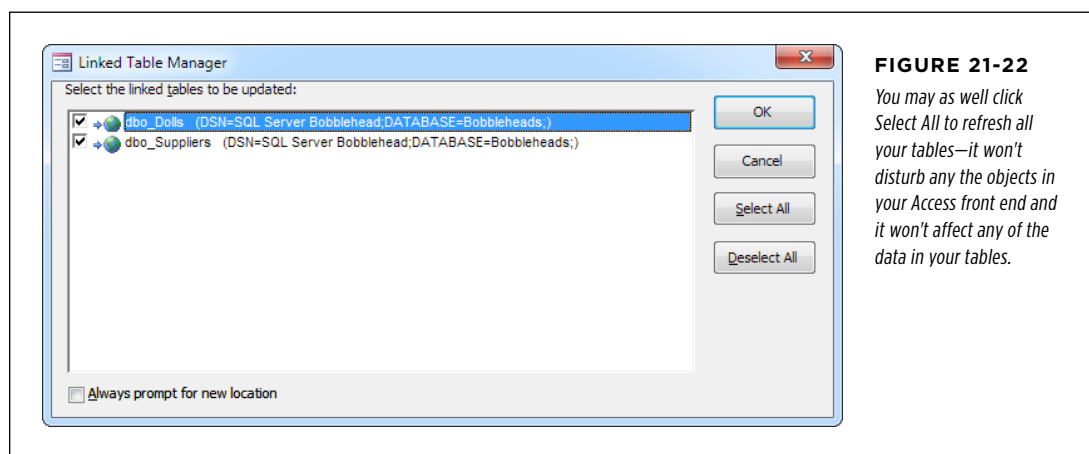 Linked Table Manager
Select the linked tables to be updated:
dbo_Dolls (DSN=SQL Server Bobblehead;DATABASE=Bobbleheads;)
dbo_Suppliers (DSN=SQL Server Bobblehead;DATABASE=Bobbleheads;)
OK
Cancel
Select All
Deselect All
Always prompt for new location
FIGURE 21-22
You may as well click
Select All to refresh all
your tables—it won't
disturb any the objects in
your Access front end and
it won't affect any of the
data in your tables.